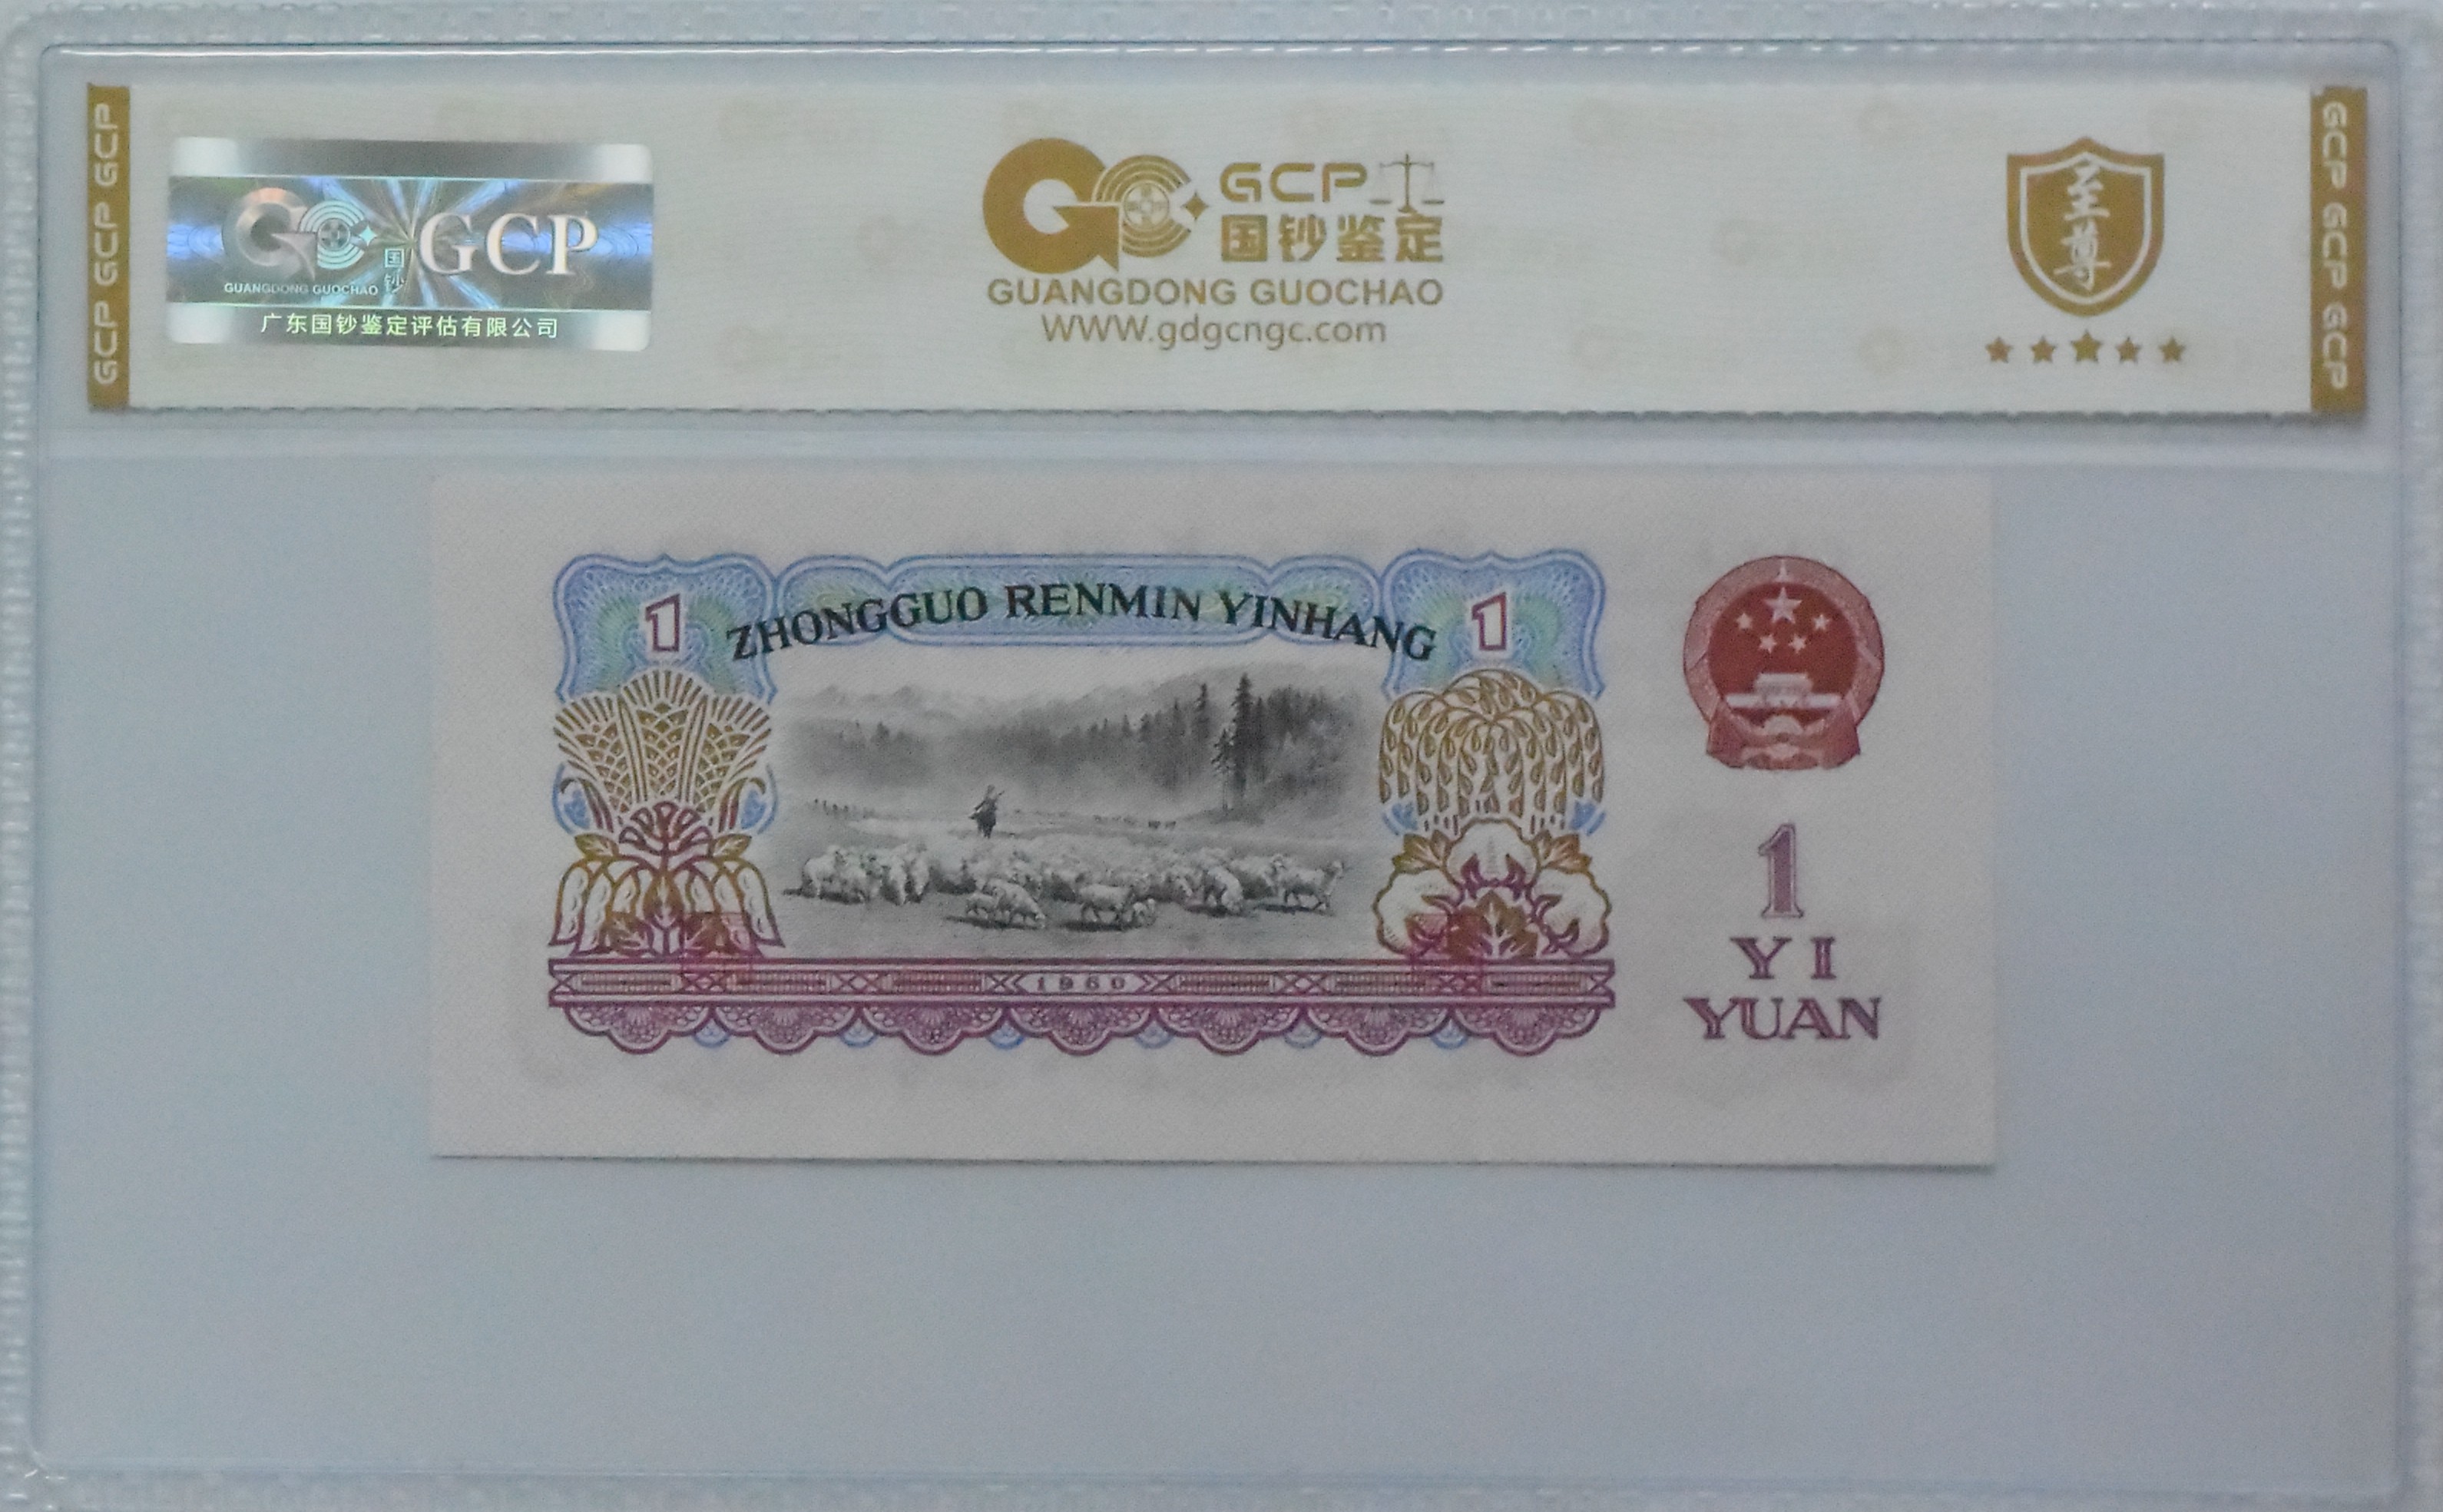 GCP GCP GCP
GUANGDONG GUOCHAO
国钞
GCP
广东国钞鉴定评估有限公司
GCP
国钞鉴定
GUANGDONG GUOCHAO
WWW.gdgcngc.com
至尊
GCP GCP GCP
1
ZHONGGUO RENMIN YINHANG
1
1960
1
YI
YUAN